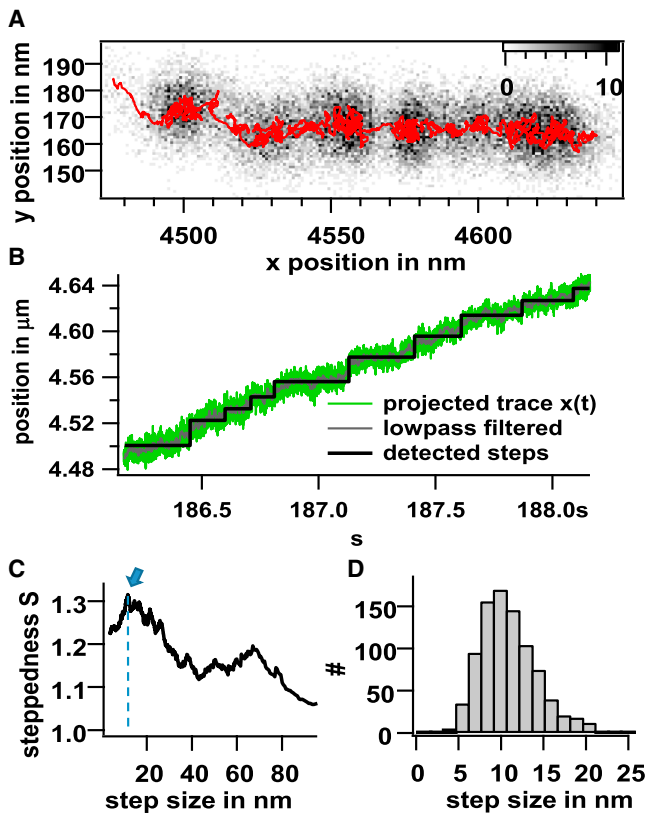 A
y position in nm
190
180
170
160
150
0 10
4500 4550 4600
x position in nm
B
position in μm
4.64
4.60
4.56
4.52
4.48
projected trace x(t)
lowpass filtered
detected steps
186.5 187.0 187.5 188.0s
s
C
steppedness S
1.3
1.2
1.1
1.0
20 40 60 80
step size in nm
D
#
150
100
50
0
0 5 10 15 20 25
step size in nm